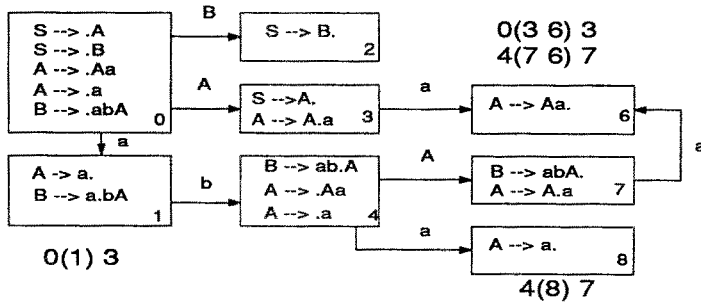 S --> .A
S --> .B
A --> .Aa
A --> .a
B --> .abA
0
B
S --> B.
2
0(3 6) 3
4(7 6) 7
A
S -->A.
A --> A.a
3
a
A --> Aa.
6
a
a
A --> a.
B --> a.bA
1
b
B --> ab.A
A --> .Aa
A --> .a
4
A
B --> abA.
A --> A.a
7
a
A --> a.
8
0(1) 3
4(8) 7